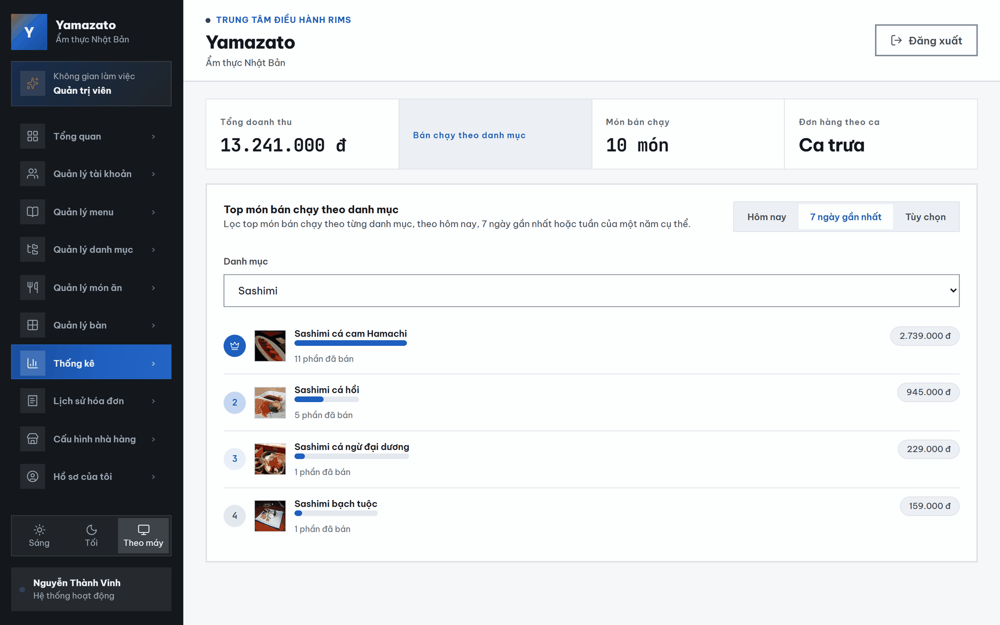 Y
Yamazato
Ẩm thực Nhật Bản
Không gian làm việc
Quản trị viên
Tổng quan
Quản lý tài khoản
Quản lý menu
Quản lý danh mục
Quản lý món ăn
Quản lý bàn
Thống kê
Lịch sử hóa đơn
Cấu hình nhà hàng
Hồ sơ của tôi
Sáng
Tối
Theo máy
Nguyễn Thành Vinh
Hệ thống hoạt động
TRUNG TÂM ĐIỀU HÀNH RIMS
Yamazato
Ẩm thực Nhật Bản
Đăng xuất
Tổng doanh thu
13.241.000 đ
Bán chạy theo danh mục
Món bán chạy
10 món
Đơn hàng theo ca
Ca trưa
Top món bán chạy theo danh mục
Lọc top món bán chạy theo từng danh mục, theo hôm nay, 7 ngày gần nhất hoặc tuần của một năm cụ thể.
Hôm nay
7 ngày gần nhất
Tùy chọn
Danh mục
Sashimi
Sashimi cá cam Hamachi
11 phần đã bán
2.739.000 đ
2
Sashimi cá hồi
5 phần đã bán
945.000 đ
3
Sashimi cá ngừ đại dương
1 phần đã bán
229.000 đ
4
Sashimi bạch tuộc
1 phần đã bán
159.000 đ